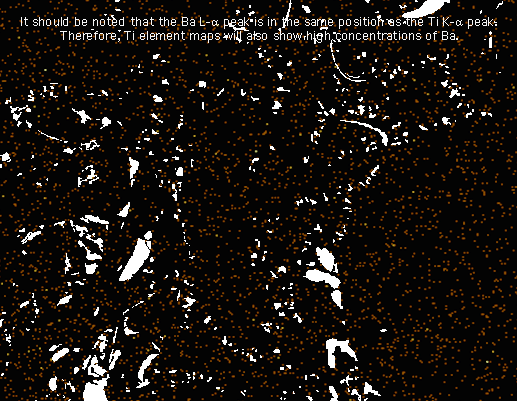 It should be noted that the Ba L-α peak is in the same position as the Ti K-α peak.
Therefore, Ti element maps will also show high concentrations of Ba.